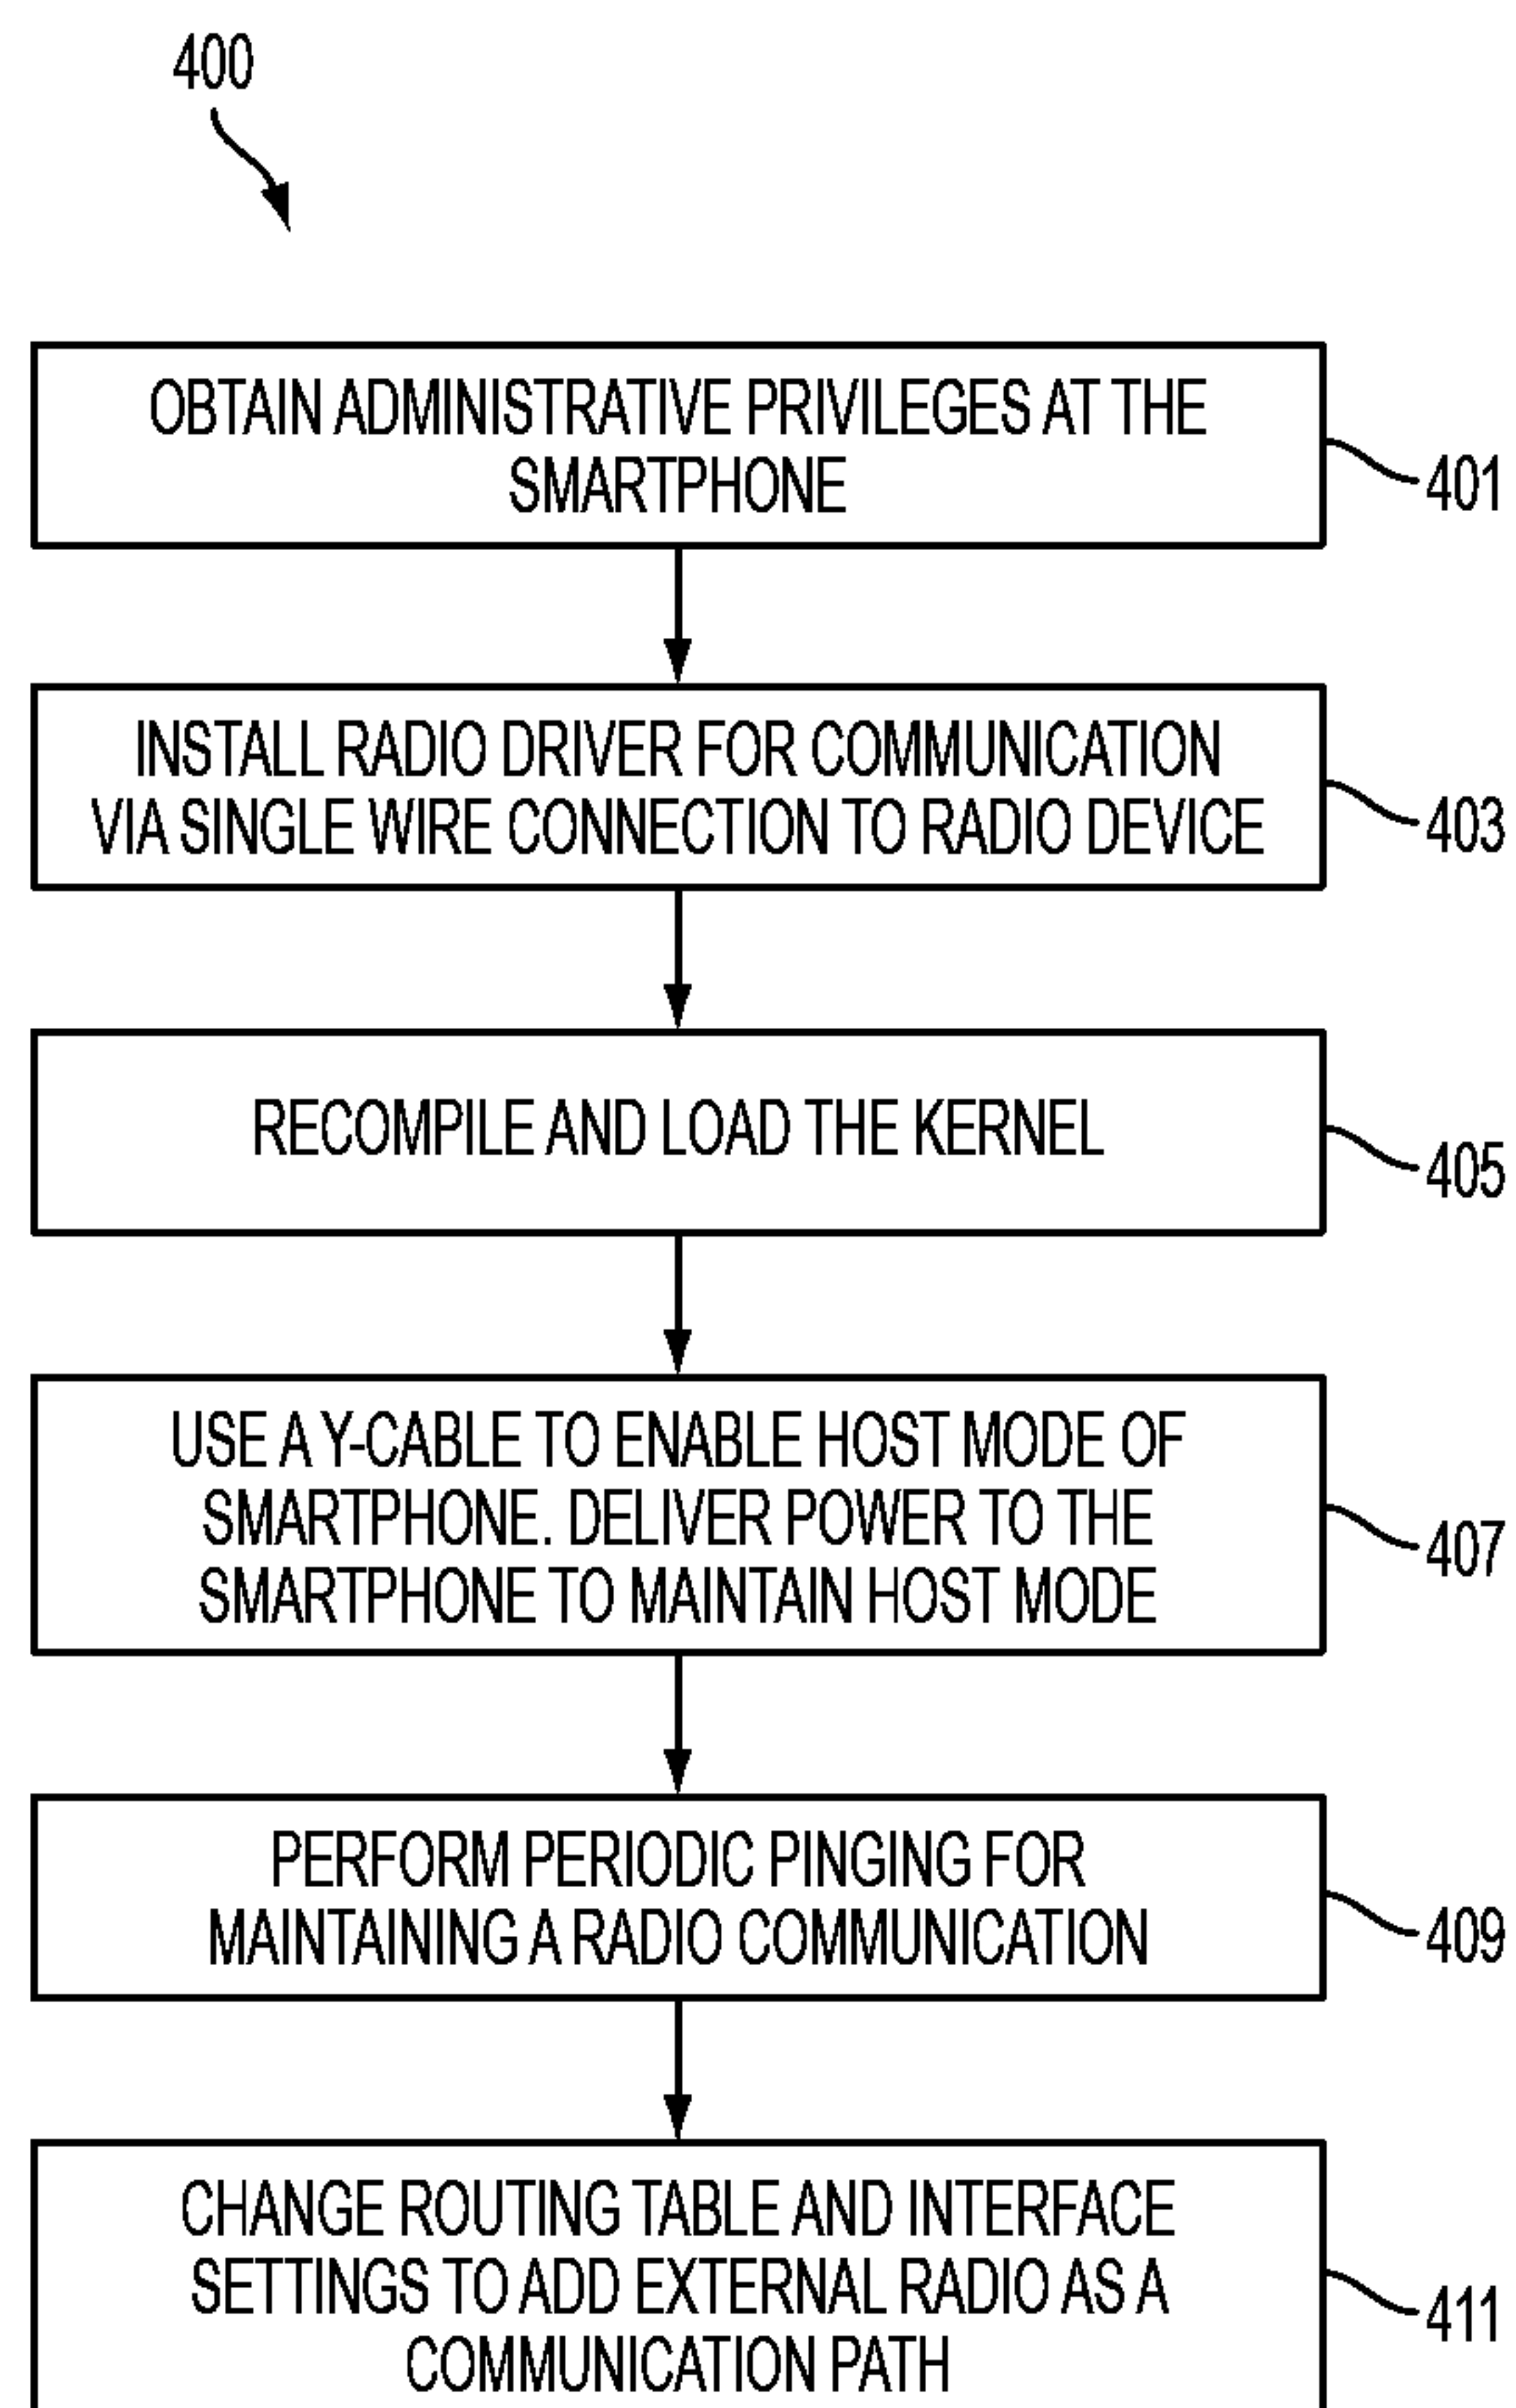 400
OBTAIN ADMINISTRATIVE PRIVILEGES AT THE
SMARTPHONE
401
INSTALL RADIO DRIVER FOR COMMUNICATION
VIA SINGLE WIRE CONNECTION TO RADIO DEVICE
403
RECOMPILE AND LOAD THE KERNEL
405
USE A Y-CABLE TO ENABLE HOST MODE OF
SMARTPHONE. DELIVER POWER TO THE
SMARTPHONE TO MAINTAIN HOST MODE
407
PERFORM PERIODIC PINGING FOR
MAINTAINING A RADIO COMMUNICATION
409
CHANGE ROUTING TABLE AND INTERFACE
SETTINGS TO ADD EXTERNAL RADIO AS A
COMMUNICATION PATH
411